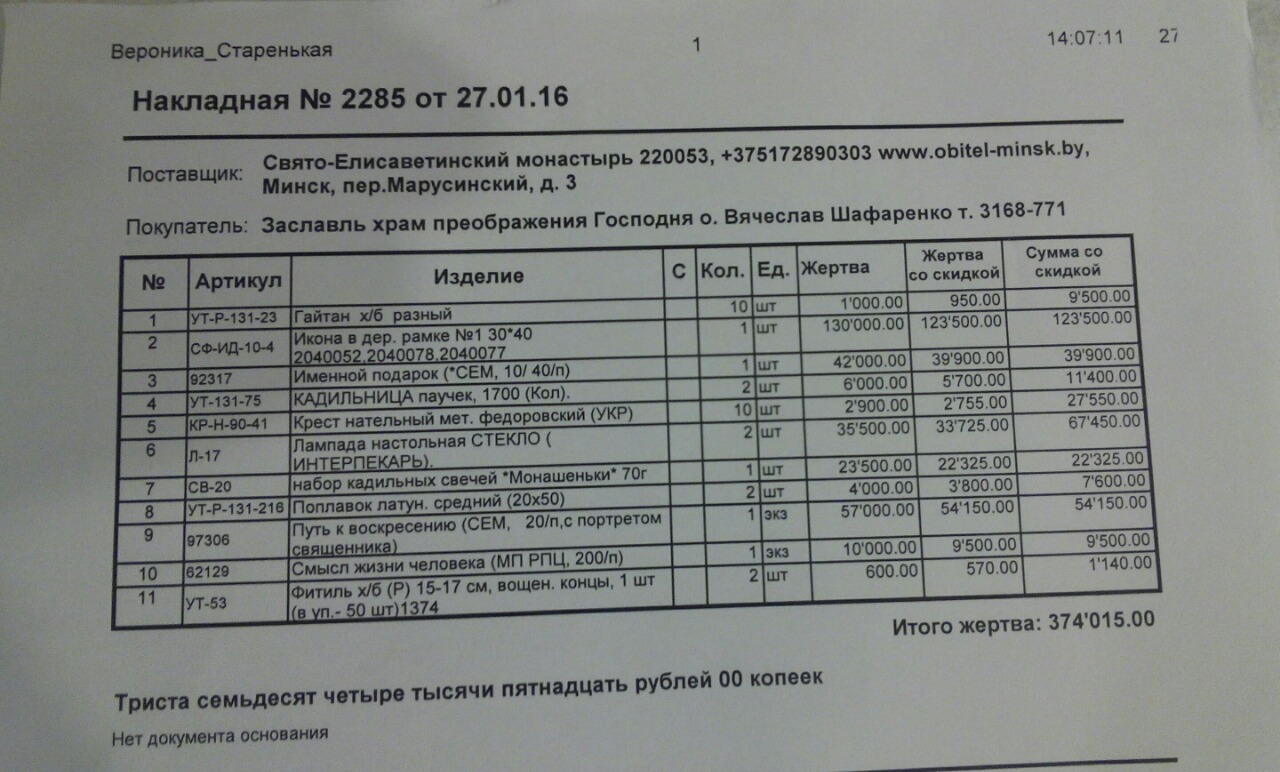 Вероника_Старенькая 1 14:07:11 27
Накладная № 2285 от 27.01.16
Поставщик: Свято-Елисаветинский монастырь 220053, +375172890303 www.obitel-minsk.by,
Минск, пер.Марусинский, д. 3
Покупатель: Заславль храм преображения Господня о. Вячеслав Шафаренко т. 3168-771
№ Артикул Изделие С Кол. Ед. Жертва Жертва со скидкой Сумма со скидкой
1 УТ-Р-131-23 Гайтан х/б разный 10 шт 1'000.00 950.00 9'500.00
2 СФ-ИД-10-4 Икона в дер. рамке №1 30*40 1 шт 130'000.00 123'500.00 123'500.00
2040052,2040078,2040077
3 92317 Именной подарок (*СЕМ, 10/ 40/п) 1 шт 42'000.00 39'900.00 39'900.00
4 УТ-131-75 КАДИЛЬНИЦА паучек, 1700 (Кол). 2 шт 6'000.00 5'700.00 11'400.00
5 КР-Н-90-41 Крест нательный мет. федоровский (УКР) 10 шт 2'900.00 2'755.00 27'550.00
6 Л-17 Лампада настольная СТЕКЛО ( 2 шт 35'500.00 33'725.00 67'450.00
ИНТЕРПЕКАРЬ).
7 СВ-20 набор кадильных свечей *Монашеньки* 70г 1 шт 23'500.00 22'325.00 22'325.00
8 УТ-Р-131-216 Поплавок латун. средний (20х50) 2 шт 4'000.00 3'800.00 7'600.00
9 97306 Путь к воскресению (СЕМ, 20/п,с портретом 1 экз 57'000.00 54'150.00 54'150.00
священника)
10 62129 Смысл жизни человека (МП РПЦ, 200/п) 1 экз 10'000.00 9'500.00 9'500.00
11 УТ-53 Фитиль х/б (Р) 15-17 см, вощен. концы, 1 шт 2 шт 600.00 570.00 1'140.00
(в уп.- 50 шт)1374
Итого жертва: 374'015.00
Триста семьдесят четыре тысячи пятнадцать рублей 00 копеек
Нет документа основания